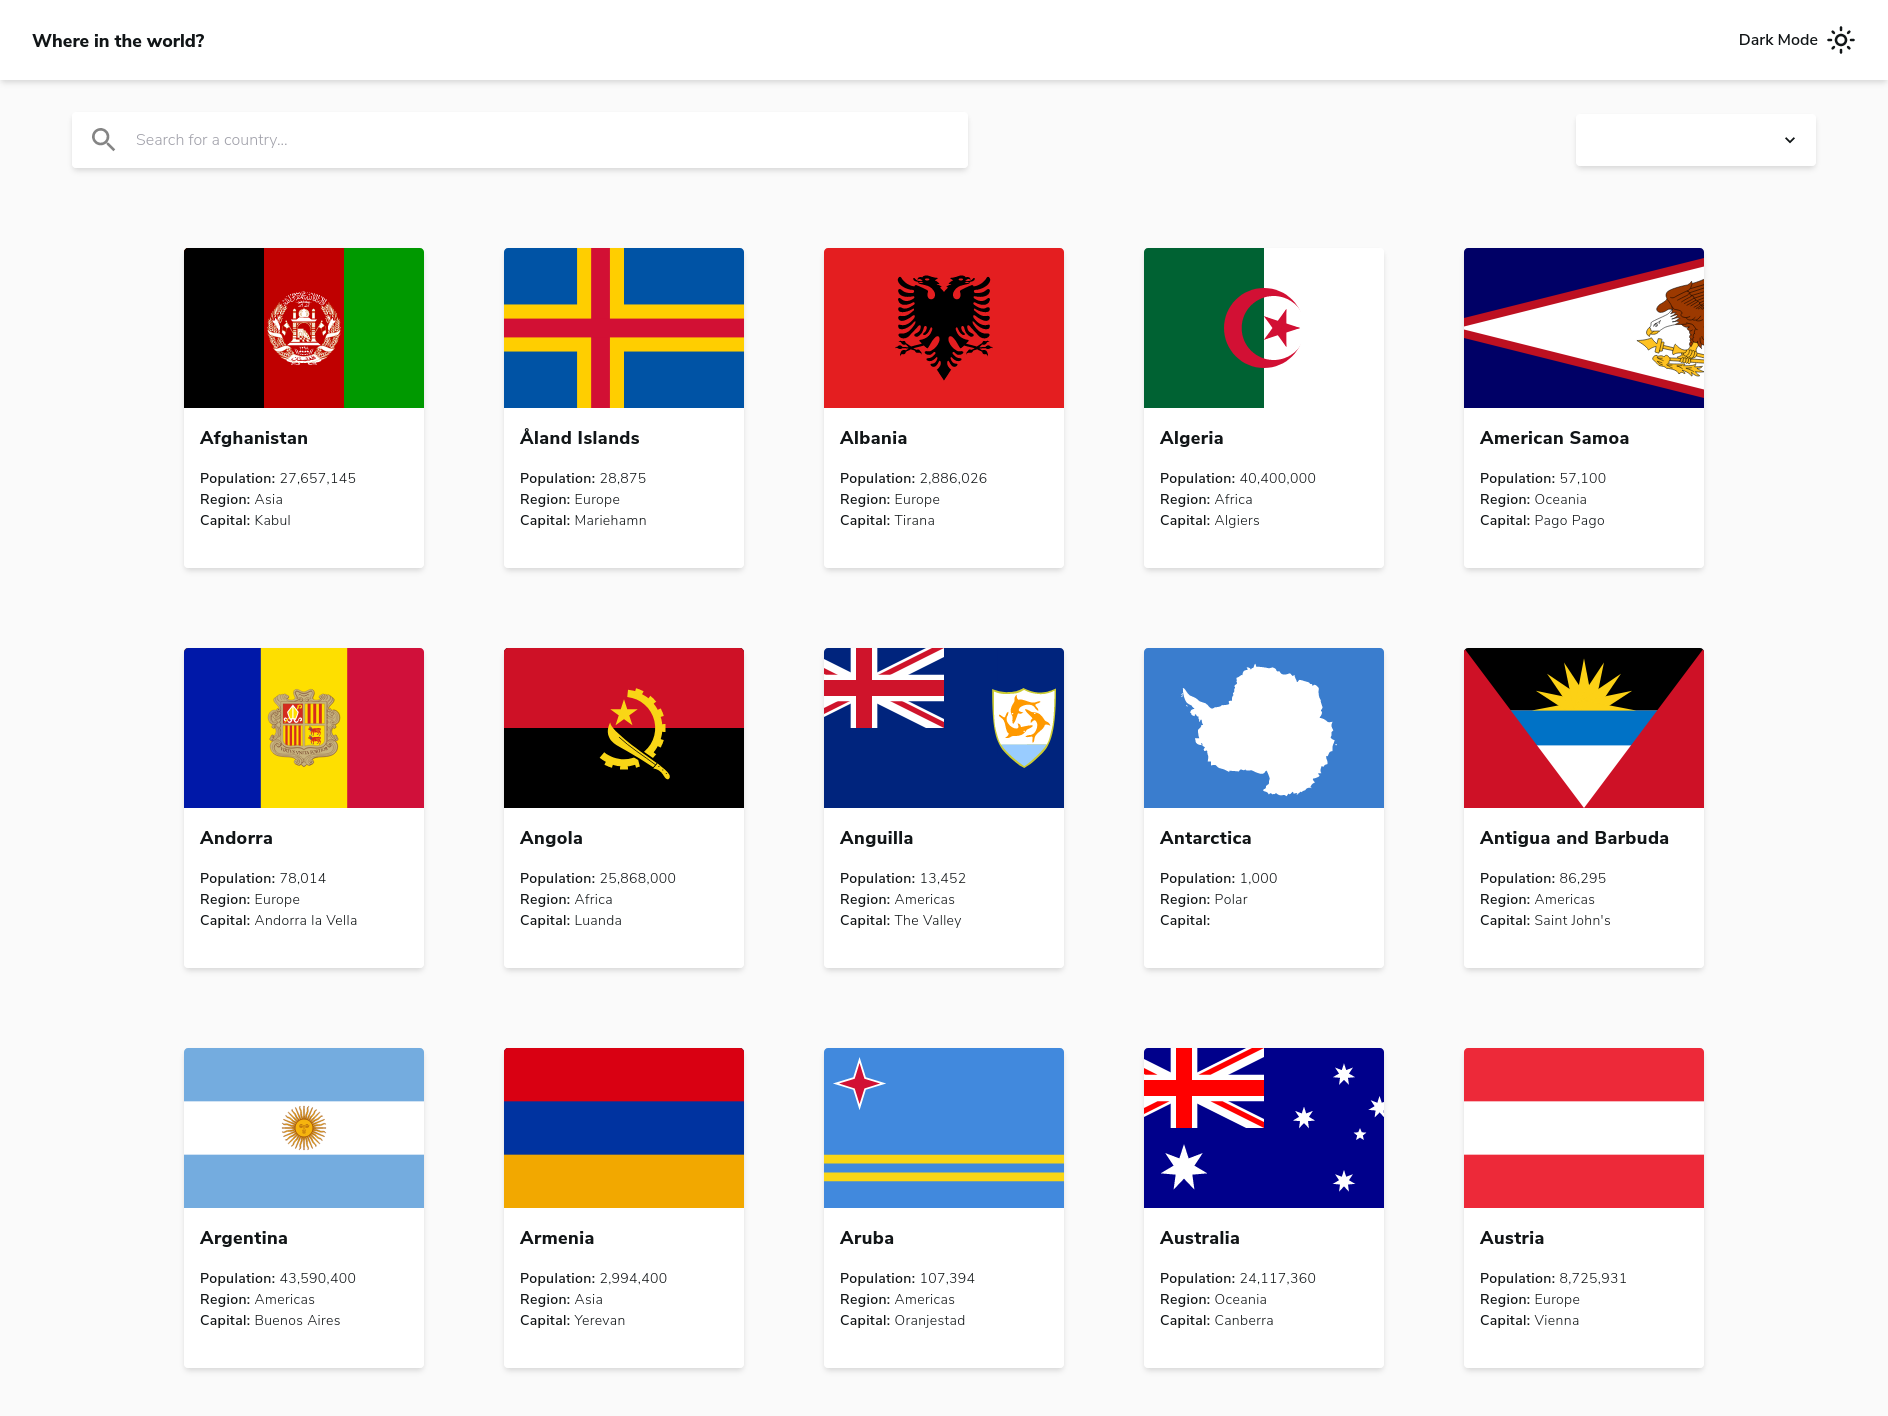 Where in the world?
Dark Mode
Search for a country...
Afghanistan
Population: 27,657,145
Region: Asia
Capital: Kabul
Åland Islands
Population: 28,875
Region: Europe
Capital: Mariehamn
Albania
Population: 2,886,026
Region: Europe
Capital: Tirana
Algeria
Population: 40,400,000
Region: Africa
Capital: Algiers
American Samoa
Population: 57,100
Region: Oceania
Capital: Pago Pago
Andorra
Population: 78,014
Region: Europe
Capital: Andorra la Vella
Angola
Population: 25,868,000
Region: Africa
Capital: Luanda
Anguilla
Population: 13,452
Region: Americas
Capital: The Valley
Antarctica
Population: 1,000
Region: Polar
Capital:
Antigua and Barbuda
Population: 86,295
Region: Americas
Capital: Saint John's
Argentina
Population: 43,590,400
Region: Americas
Capital: Buenos Aires
Armenia
Population: 2,994,400
Region: Asia
Capital: Yerevan
Aruba
Population: 107,394
Region: Americas
Capital: Oranjestad
Australia
Population: 24,117,360
Region: Oceania
Capital: Canberra
Austria
Population: 8,725,931
Region: Europe
Capital: Vienna